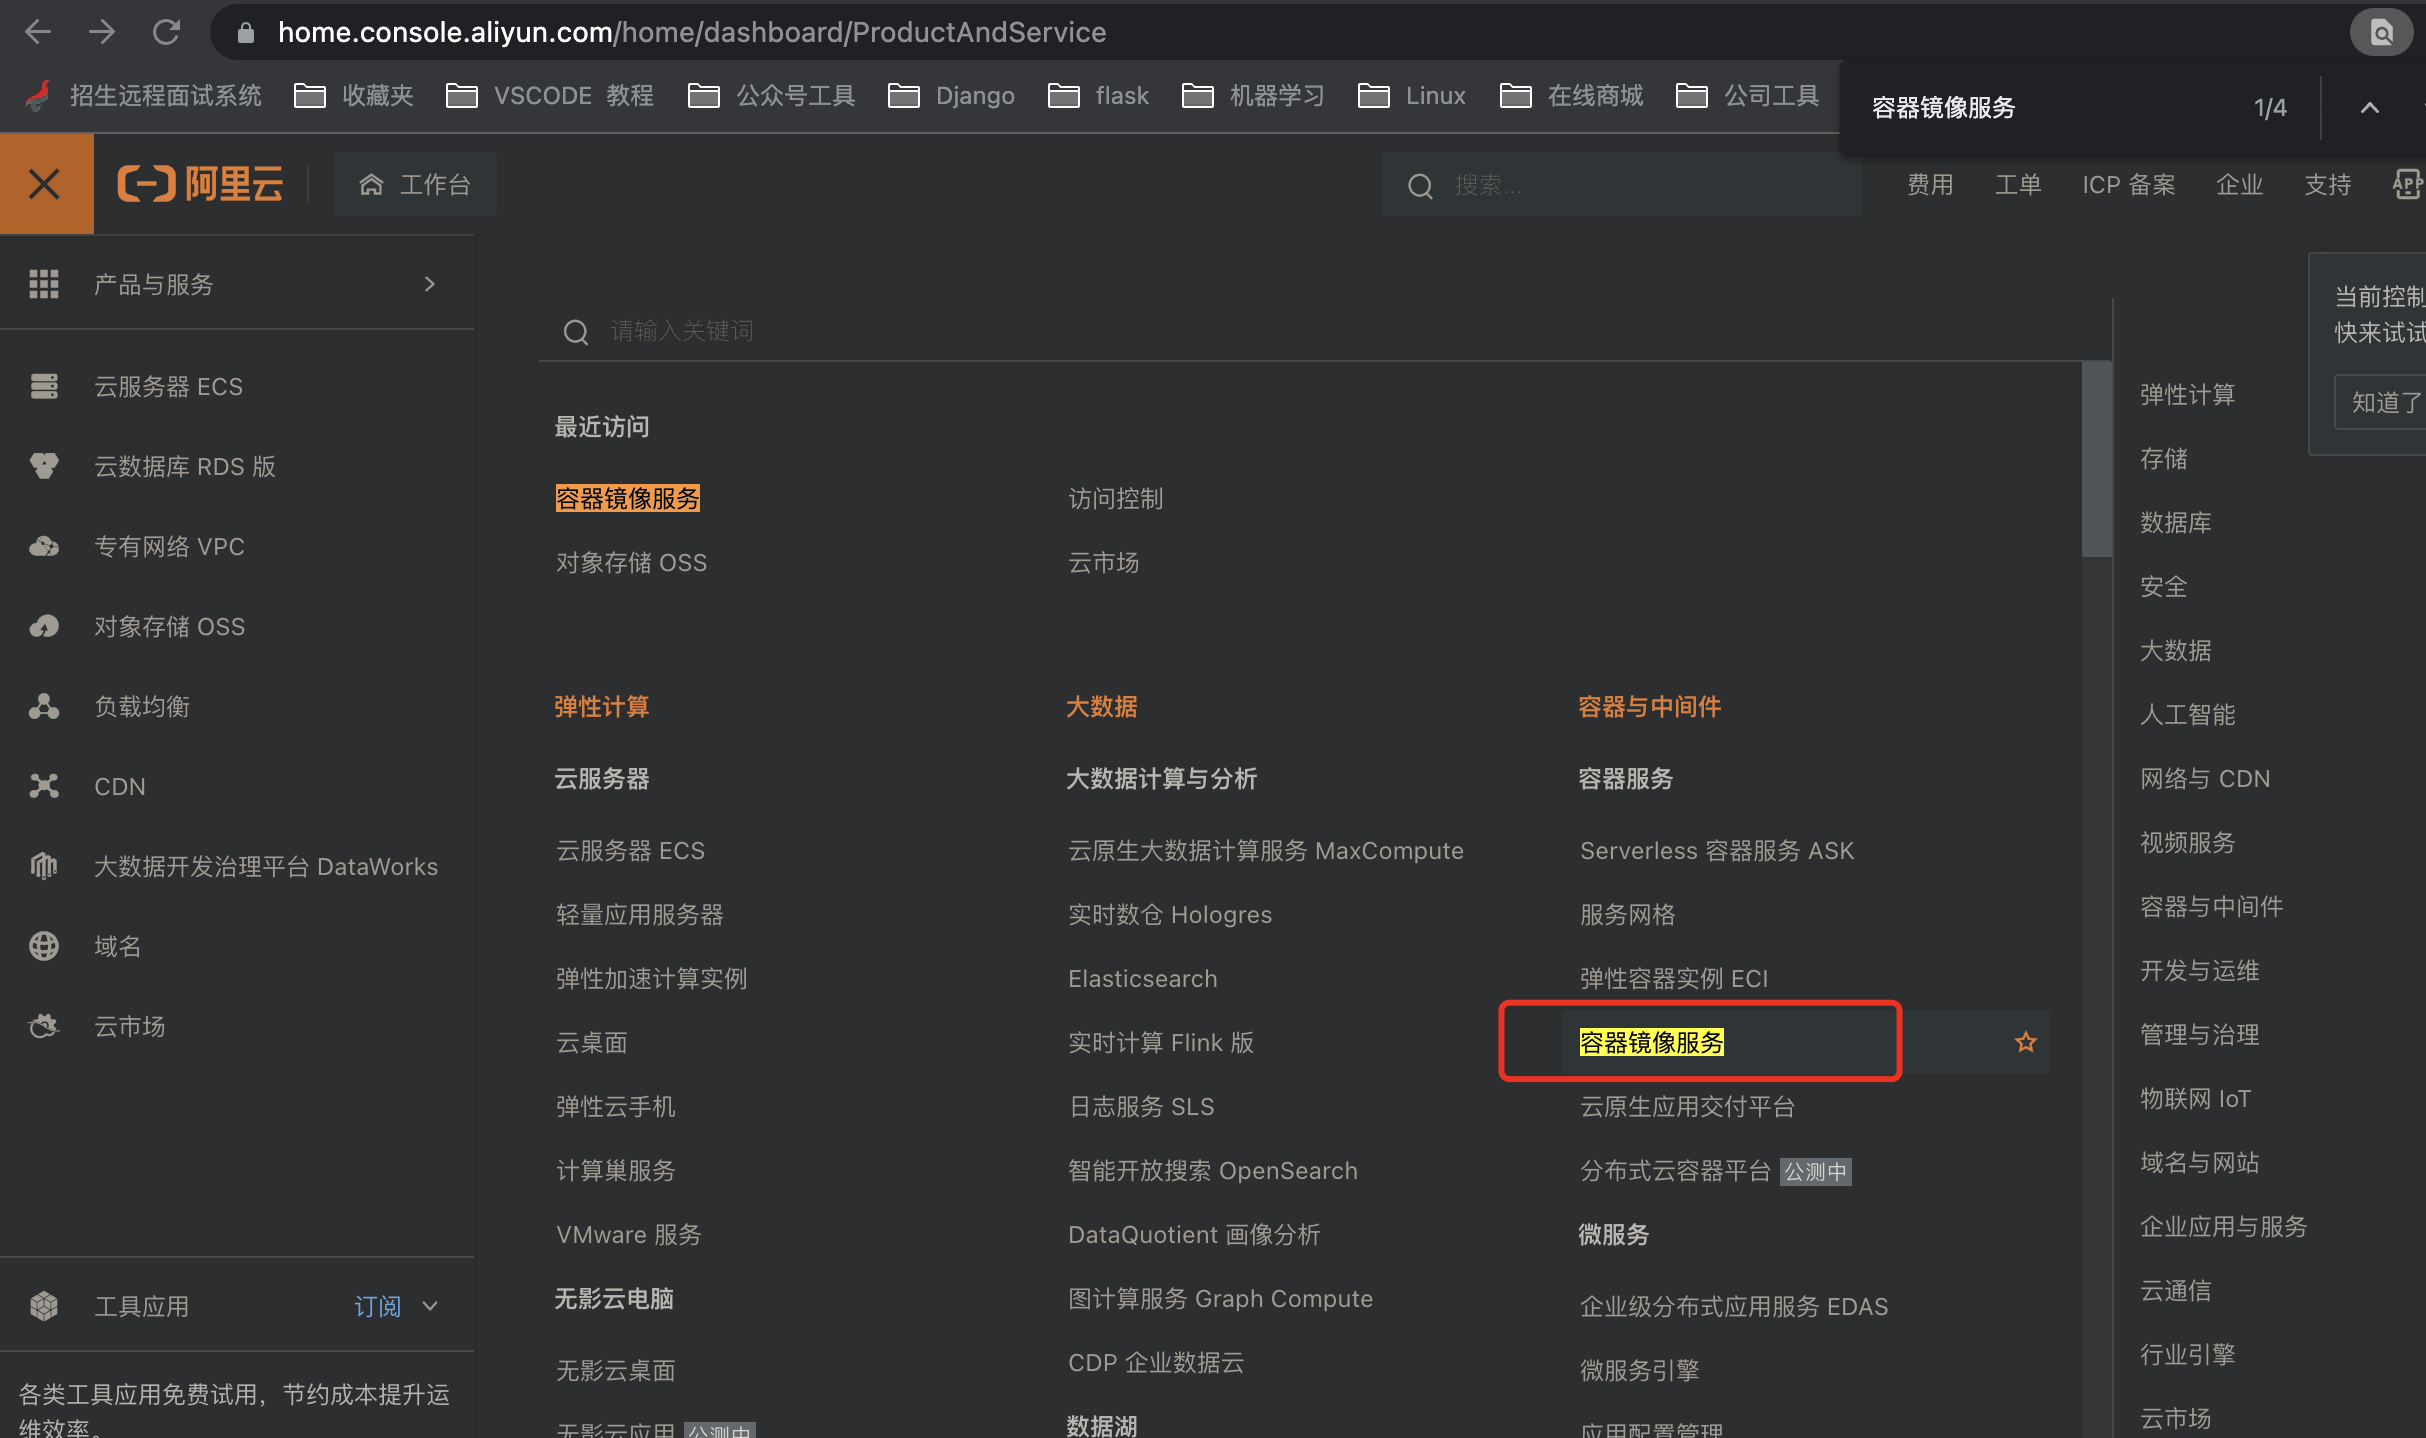 home.console.aliyun.com/home/dashboard/ProductAndService
招生远程面试系统
收藏夹
VSCODE 教程
公众号工具
Django
flask
机器学习
Linux
在线商城
公司工具
容器镜像服务
1/4
阿里云
工作台
搜索...
费用
工单
ICP 备案
企业
支持
APP
产品与服务
云服务器 ECS
云数据库 RDS 版
专有网络 VPC
对象存储 OSS
负载均衡
CDN
大数据开发治理平台 DataWorks
域名
云市场
工具应用
订阅
各类工具应用免费试用，节约成本提升运
维效率。
请输入关键词
最近访问
容器镜像服务
访问控制
对象存储 OSS
云市场
弹性计算
云服务器
云服务器 ECS
轻量应用服务器
弹性加速计算实例
云桌面
弹性云手机
计算巢服务
VMware 服务
无影云电脑
无影云桌面
无影云应用 公测中
大数据
大数据计算与分析
云原生大数据计算服务 MaxCompute
实时数仓 Hologres
Elasticsearch
实时计算 Flink 版
日志服务 SLS
智能开放搜索 OpenSearch
DataQuotient 画像分析
图计算服务 Graph Compute
CDP 企业数据云
数据湖
容器与中间件
容器服务
Serverless 容器服务 ASK
服务网格
弹性容器实例 ECI
容器镜像服务
云原生应用交付平台
分布式云容器平台 公测中
微服务
企业级分布式应用服务 EDAS
微服务引擎
应用配置管理
当前控制
快来试试
知道了
弹性计算
存储
数据库
安全
大数据
人工智能
网络与 CDN
视频服务
容器与中间件
开发与运维
管理与治理
物联网 IoT
域名与网站
企业应用与服务
云通信
行业引擎
云市场